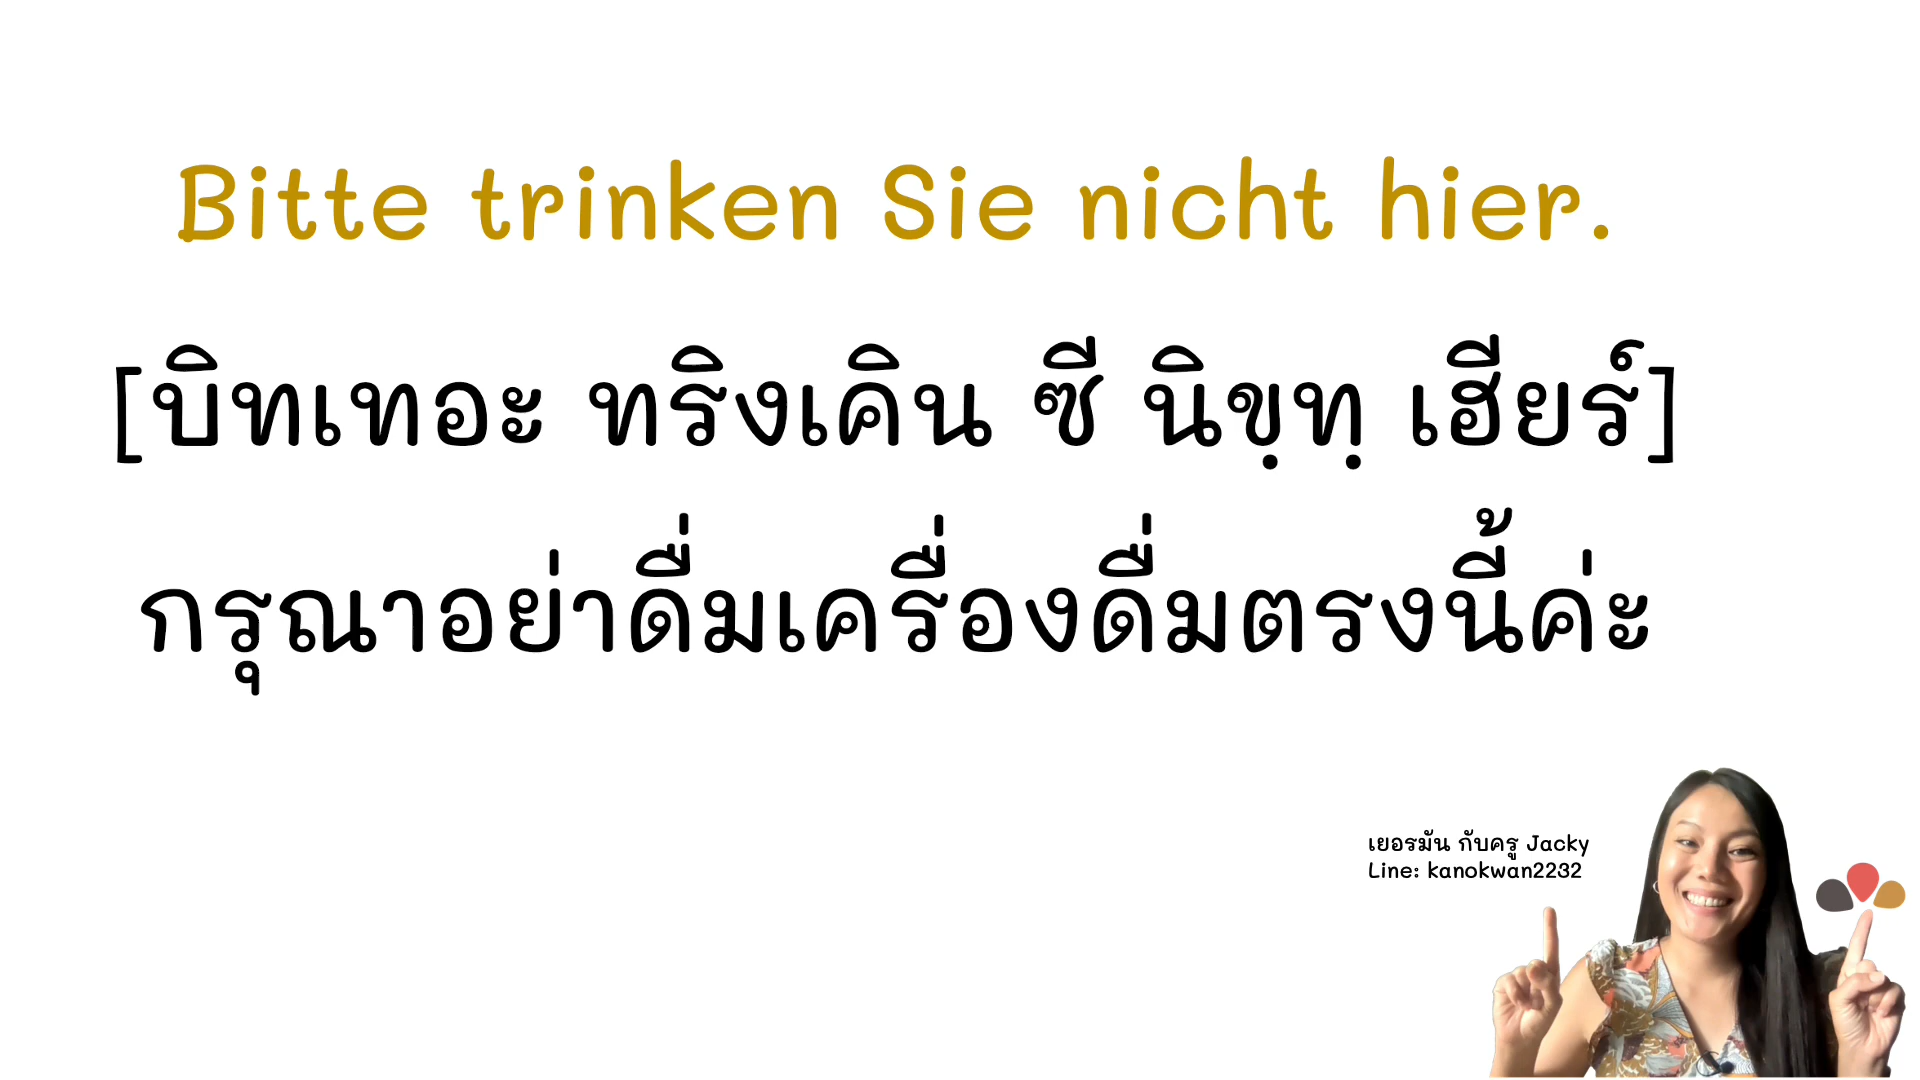 Bitte trinken Sie nicht hier.
[บิทเทอะ ทริงเคิน ซี นิขฺทฺ เฮียร์]
กรุณาอย่าดื่มเครื่องดื่มตรงนี้ค่ะ
เยอรมัน กับครู Jacky
Line: kanokwan2232